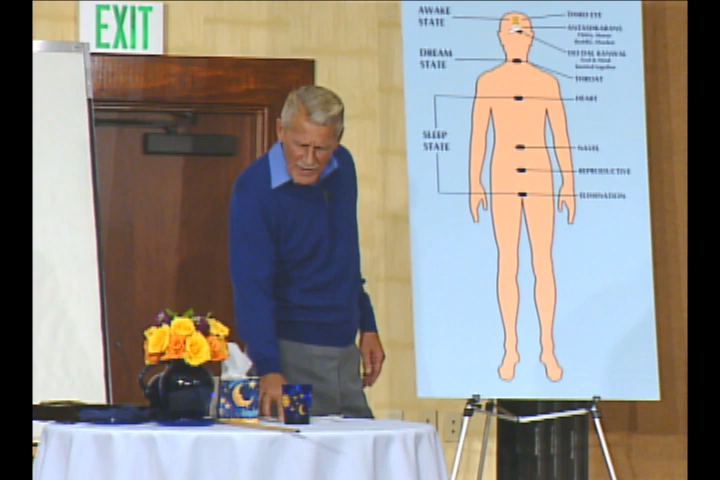 EXIT
AWAKE
STATE
THIRD EYE
DREAM
STATE
THROAT
HEART
SLEEP
STATE
NAVEL
REPRODUCTIVE
ELIMINATION